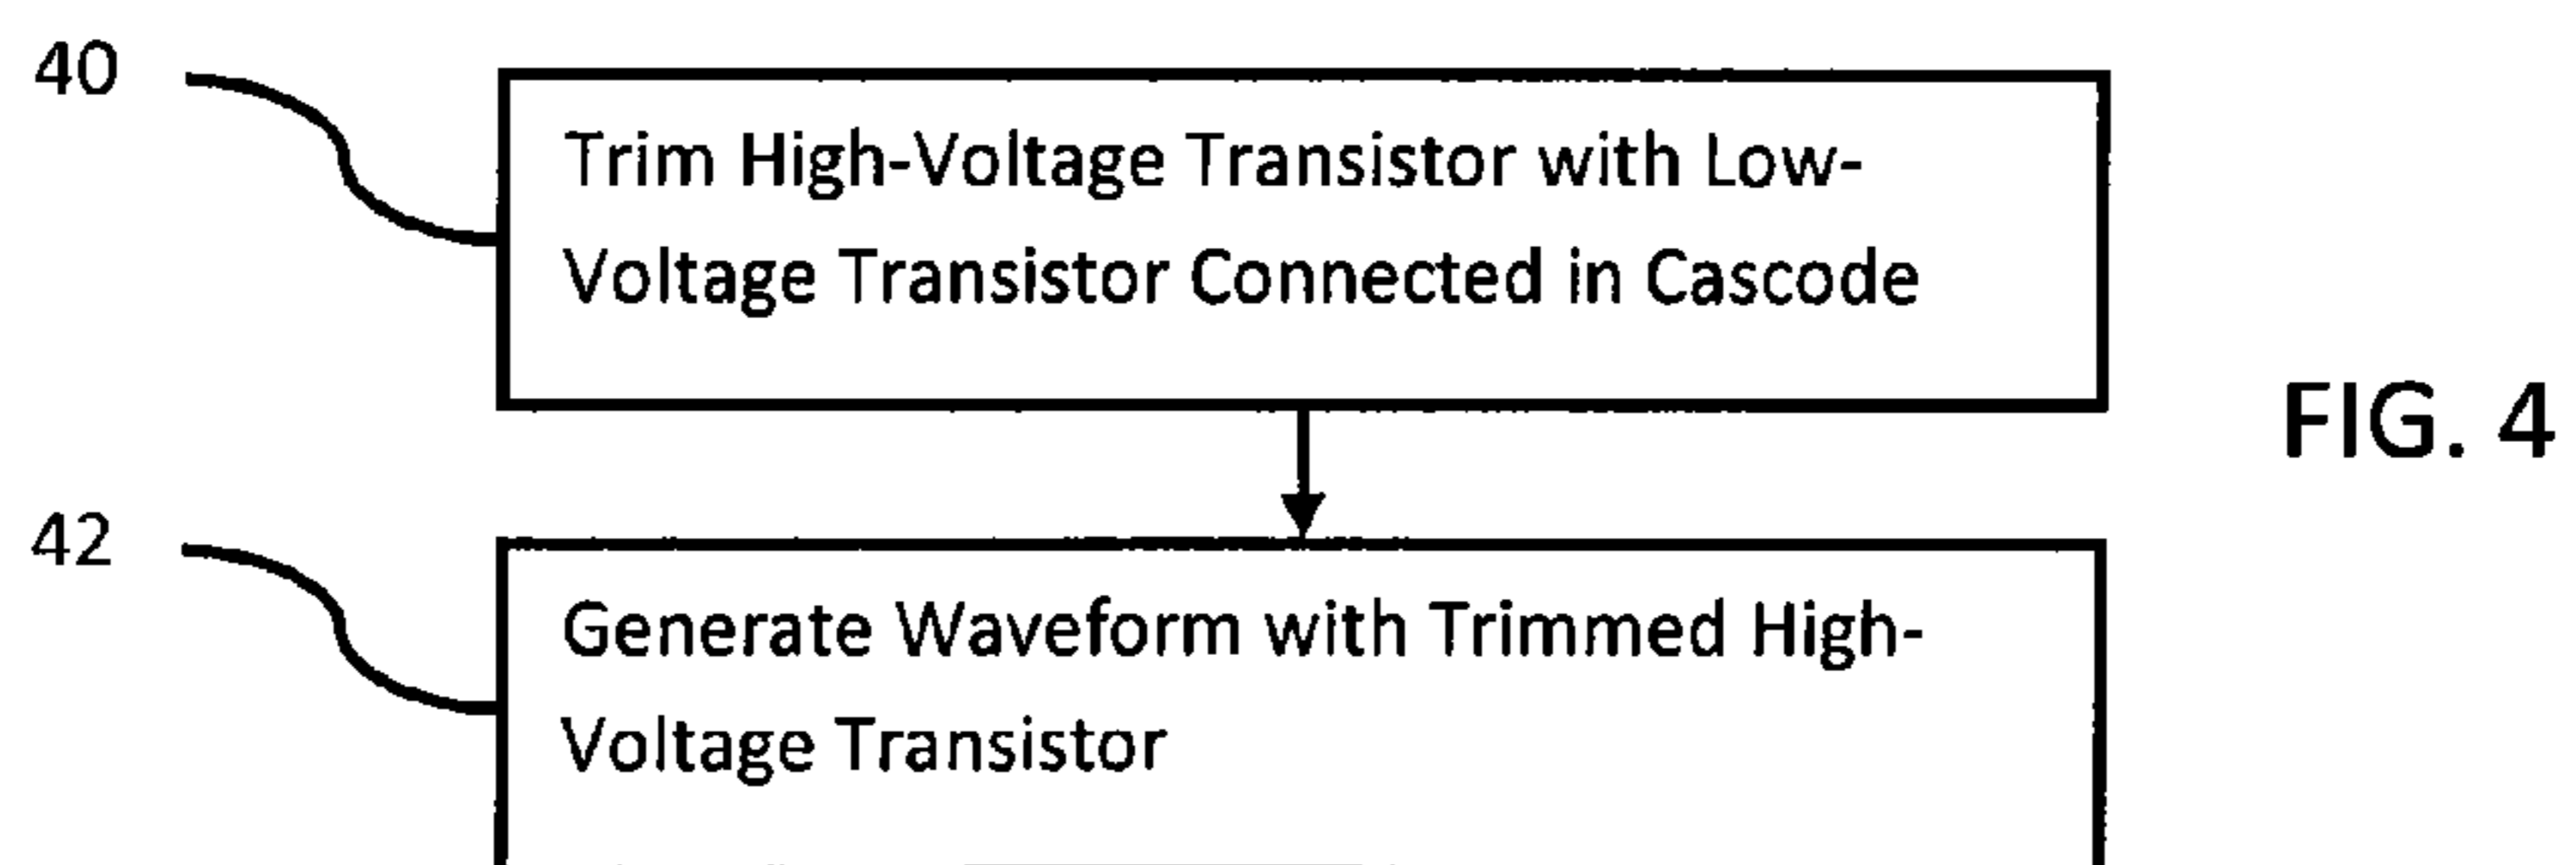 40
Trim High-Voltage Transistor with Low-
Voltage Transistor Connected in Cascode
FIG. 4
42
Generate Waveform with Trimmed High-
Voltage Transistor